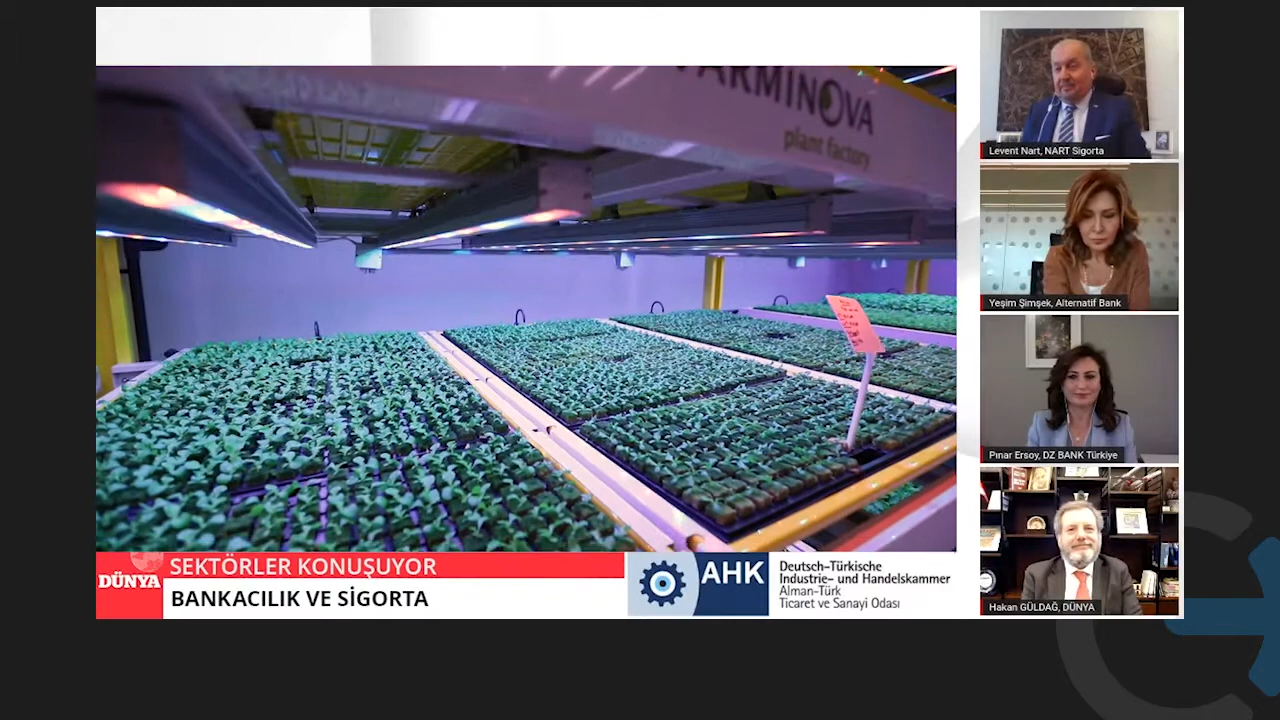 FARMINOVA
plant factory
Levent Nart, NART Sigorta
Yeşim Şimşek, Alternatif Bank
Pınar Ersoy, DZ BANK Türkiye
Hakan GÜLDAĞ, DÜNYA
DÜNYA
SEKTÖRLER KONUŞUYOR
BANKACILIK VE SİGORTA
AHK
Deutsch-Türkische
Industrie- und Handelskammer
Alman-Türk
Ticaret ve Sanayi Odası